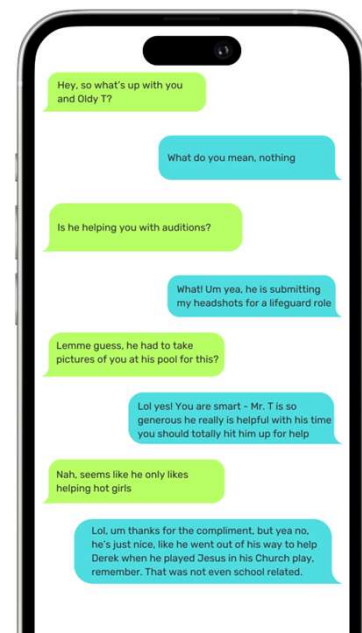 Hey, so what's up with you
and Oldy T?
What do you mean, nothing
Is he helping you with auditions?
What! Um yea, he is submitting
my headshots for a lifeguard role
Lemme guess, he had to take
pictures of you at his pool for this?
Lol yes! You are smart - Mr. T is so
generous he really is helpful with his time
you should totally hit him up for help
Nah, seems like he only likes
helping hot girls
Lol, um thanks for the compliment, but yea no,
he's just nice, like he went out of his way to help
Derek when he played Jesus in his Church play,
remember. That was not even school related.